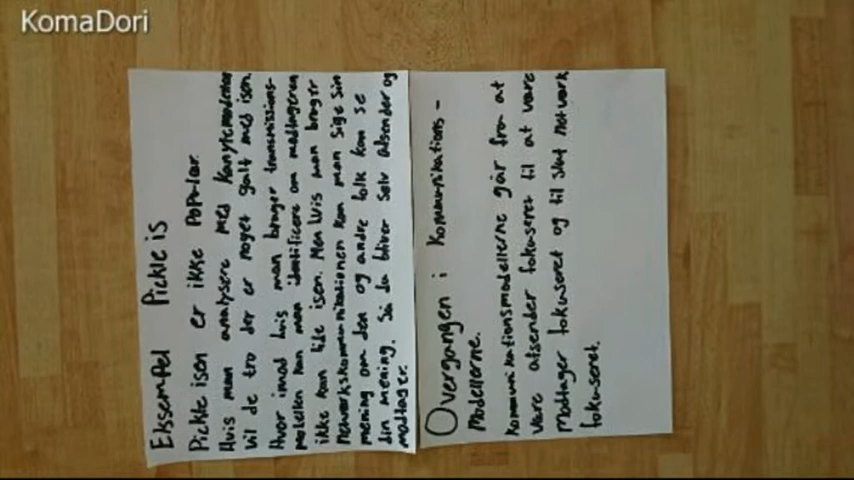 KomaDori
Eksempel Pickle is
Pickle isen er ikke Populær.
Hvis man analysere med kanylemodellen
vil de tro der er noget galt med isen.
Hvor imod hvis man bruger transmissions-
modellen kan man identificere om modtageren
ikke kan lide isen. Men hvis man bruger
Netværkskommunikationen kan man sige sin
mening om den og andre folk kan se
din mening. Så du bliver selv afsender og
modtager.
Overgangen i Kommunikations-
Modellerne.
Kommunikationsmodellerne går fra at
være afsender fokuseret til at være
Modtager fokuseret og til slut netværk
fokuseret.